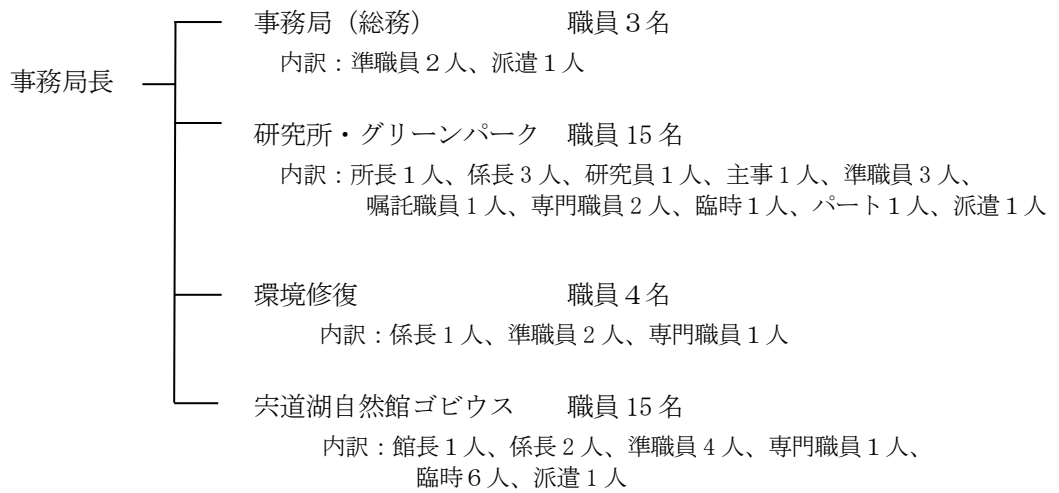 事務局（総務） 職員３名
内訳：準職員２人、派遣１人
事務局長
研究所・グリーンパーク 職員 15 名
内訳：所長１人、係長 3 人、研究員１人、主事１人、準職員 3 人、
嘱託職員 1 人、専門職員 2 人、臨時１人、パート１人、派遣 1 人
環境修復 職員４名
内訳：係長 1 人、準職員 2 人、専門職員１人
宍道湖自然館ゴビウス 職員 15 名
内訳：館長１人、係長 2 人、準職員 4 人、専門職員１人、
臨時６人、派遣 1 人